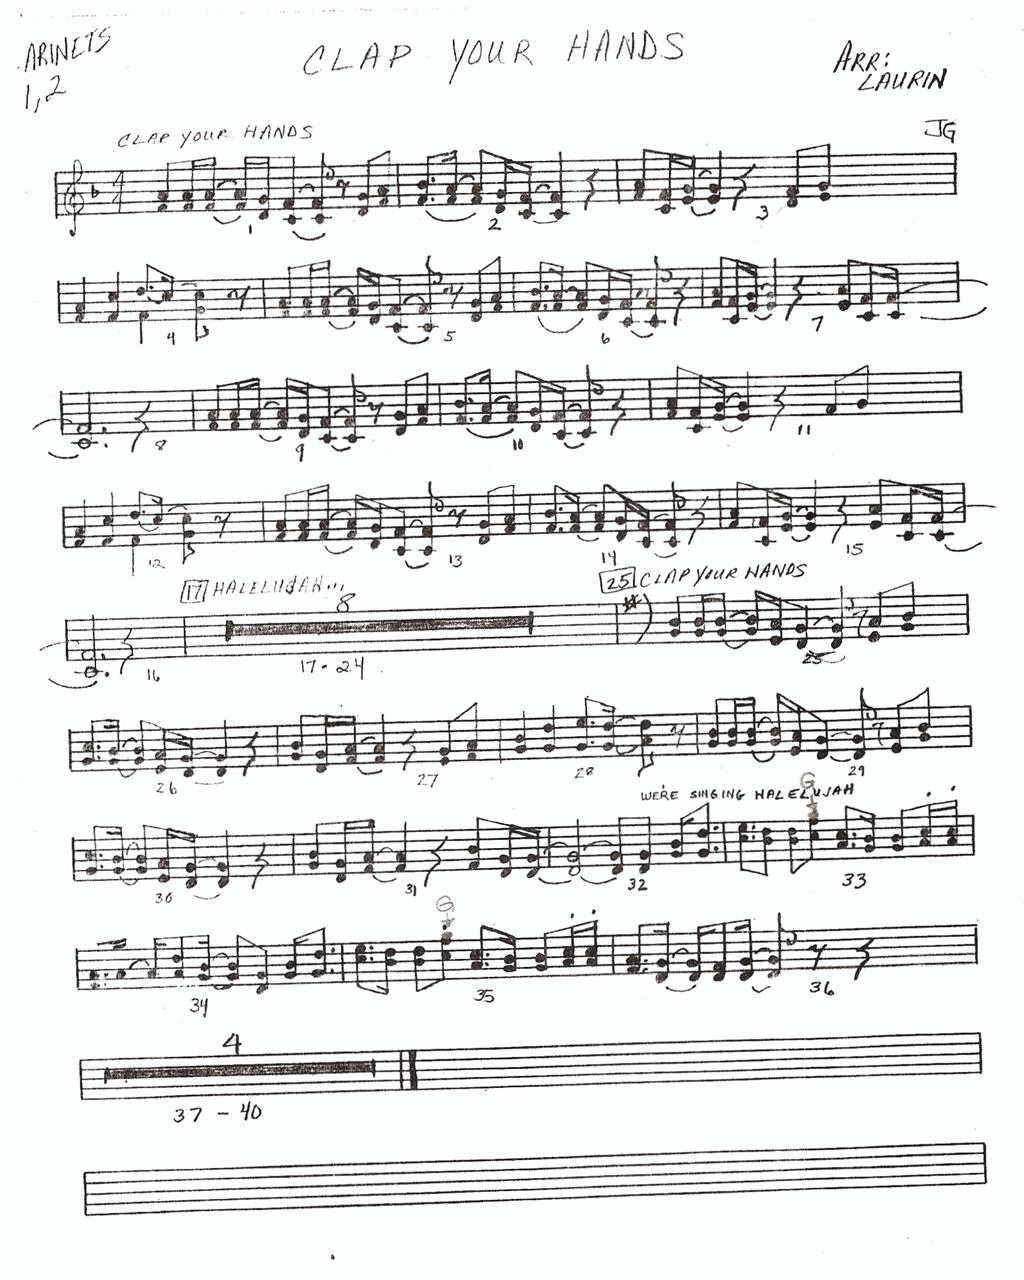 ARINETS
1,2
CLAP YOUR HANDS
ARR:
LAURIN
JG
CLAP YOUR HANDS
1 2 3
4 5 6 7
8 9 10 11
12 13 14 15
17 HALELUJAH...
25 CLAP YOUR HANDS
8
16 17-24 25
26 27 28 29
WE'RE SINGING HALELUJAH
G
30 31 32 33
G
34 35 36
4
37 - 40